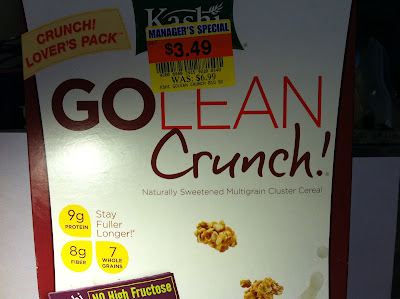 CRUNCH!
LOVER'S PACK™
Kashi
MANAGER'S SPECIAL
$3.49
WAS: $6.99
GOLEAN
Crunch!
Naturally Sweetened Multigrain Cluster Cereal
9g
PROTEIN
Stay
Fuller
Longer!*
8g
FIBER
7
WHOLE
GRAINS
NO High Fructose